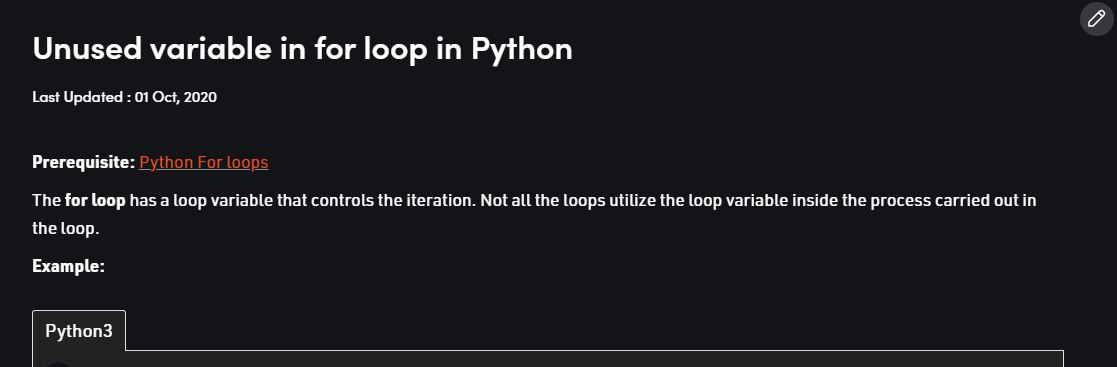 Unused variable in for loop in Python
Last Updated : 01 Oct, 2020
Prerequisite: Python For loops
The for loop has a loop variable that controls the iteration. Not all the loops utilize the loop variable inside the process carried out in
the loop.
Example:
Python3